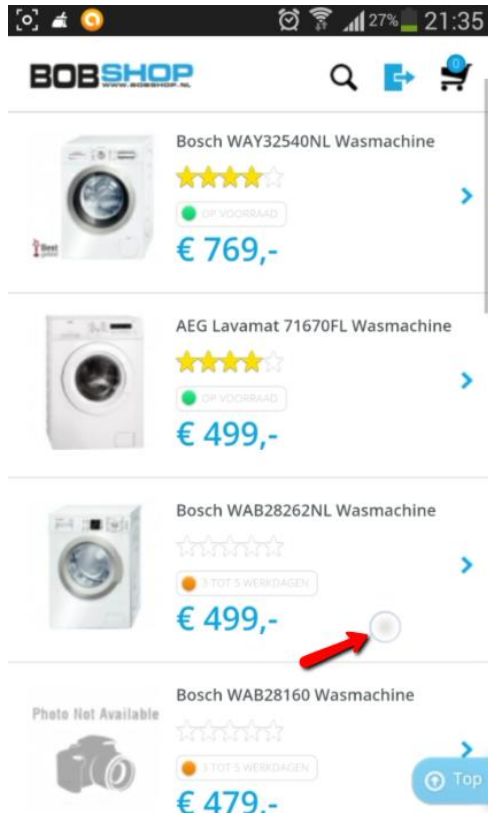 27% 21:35
BOBSHOP
WWW.BOBSHOP.NL
0
Bosch WAY32540NL Wasmachine
OP VOORRAAD
€ 769,-
Best
AEG Lavamat 71670FL Wasmachine
OP VOORRAAD
€ 499,-
Bosch WAB28262NL Wasmachine
3 TOT 5 WERKDAGEN
€ 499,-
Bosch WAB28160 Wasmachine
Photo Not Available
3 TOT 5 WERKDAGEN
Top
€ 479,-